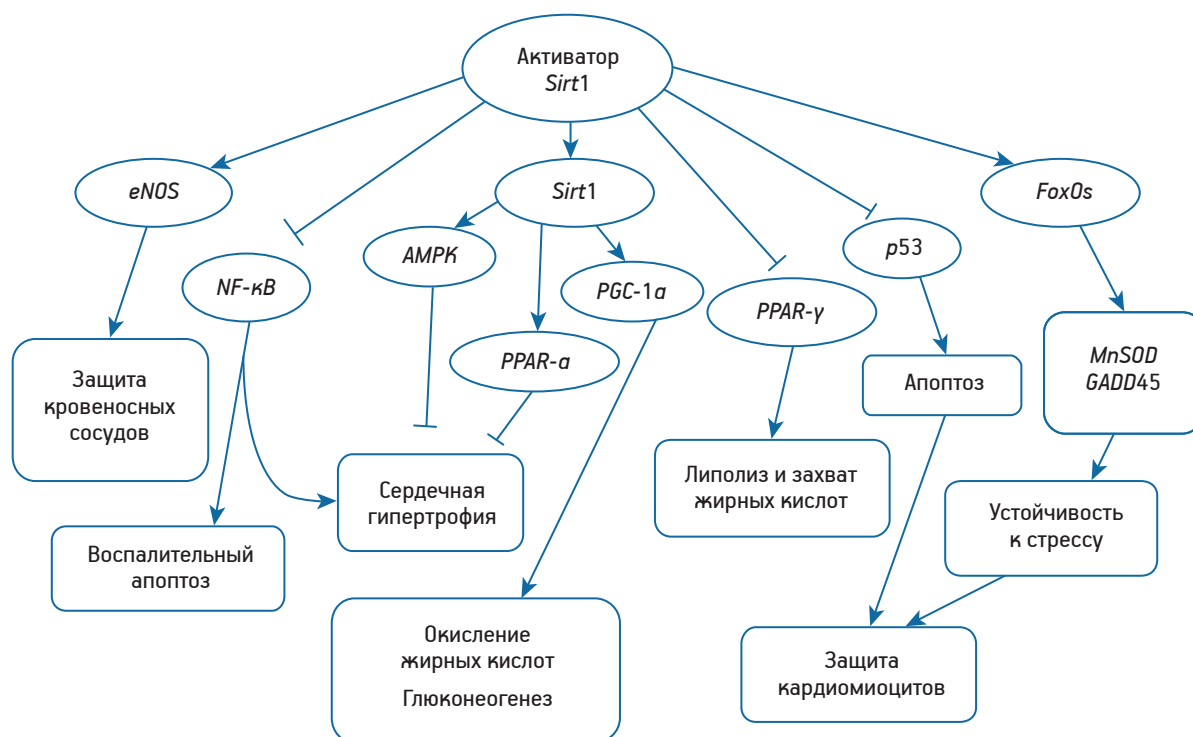 Активатор
Sirt1
eNOS
Sirt1
FoxOs
NF-κB
AMPK
p53
PGC-1a
PPAR-γ
PPAR-a
Защита
кровеносных
сосудов
Апоптоз
MnSOD
GADD45
Сердечная
гипертрофия
Липолиз и захват
жирных кислот
Устойчивость
к стрессу
Воспалительный
апоптоз
Окисление
жирных кислот
Глюконеогенез
Защита
кардиомиоцитов